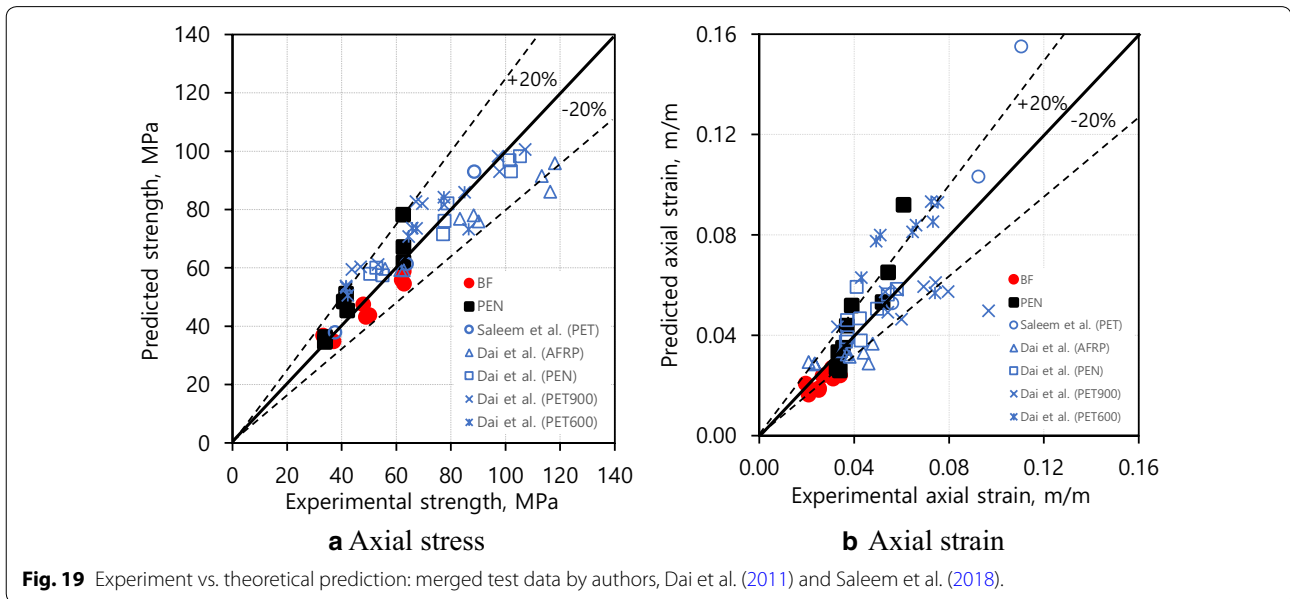 140
120
100
80
60
40
20
0
0 20 40 60 80 100 120 140
Predicted strength, MPa
Experimental strength, MPa
+20%
-20%
BF
PEN
Saleem et al. (PET)
Dai et al. (AFRP)
Dai et al. (PEN)
Dai et al. (PET900)
Dai et al. (PET600)
a Axial stress
0.16
0.12
0.08
0.04
0.00
0.00 0.04 0.08 0.12 0.16
Predicted axial strain, m/m
Experimental axial strain, m/m
+20%
-20%
BF
PEN
Saleem et al. (PET)
Dai et al. (AFRP)
Dai et al. (PEN)
Dai et al. (PET900)
Dai et al. (PET600)
b Axial strain
Fig. 19 Experiment vs. theoretical prediction: merged test data by authors, Dai et al. (2011) and Saleem et al. (2018).